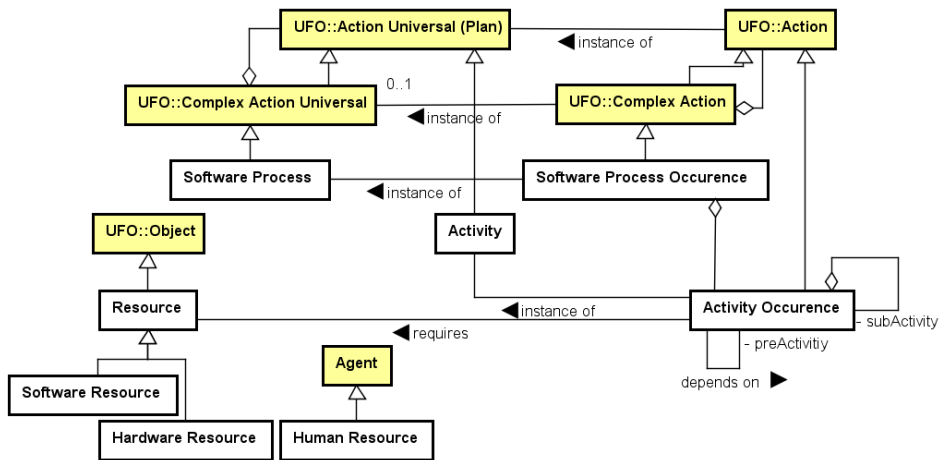 UFO::Action Universal (Plan)
UFO::Action
instance of
0..1
UFO::Complex Action Universal
UFO::Complex Action
instance of
Software Process
Software Process Occurence
instance of
UFO::Object
Activity
Resource
instance of
Activity Occurence
- subActivity
requires
- preActivitiy
Agent
depends on
Software Resource
Hardware Resource
Human Resource